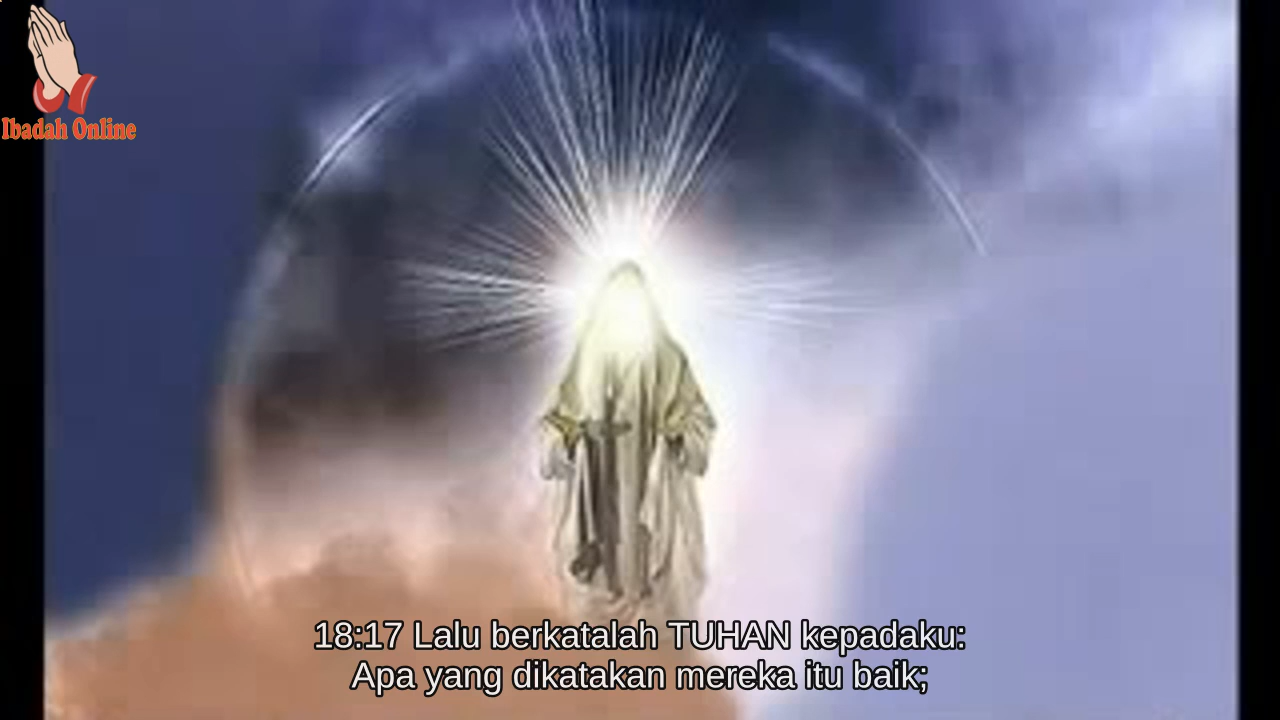 Ibadah Online
18:17 Lalu berkatalah TUHAN kepadaku:
Apa yang dikatakan mereka itu baik;